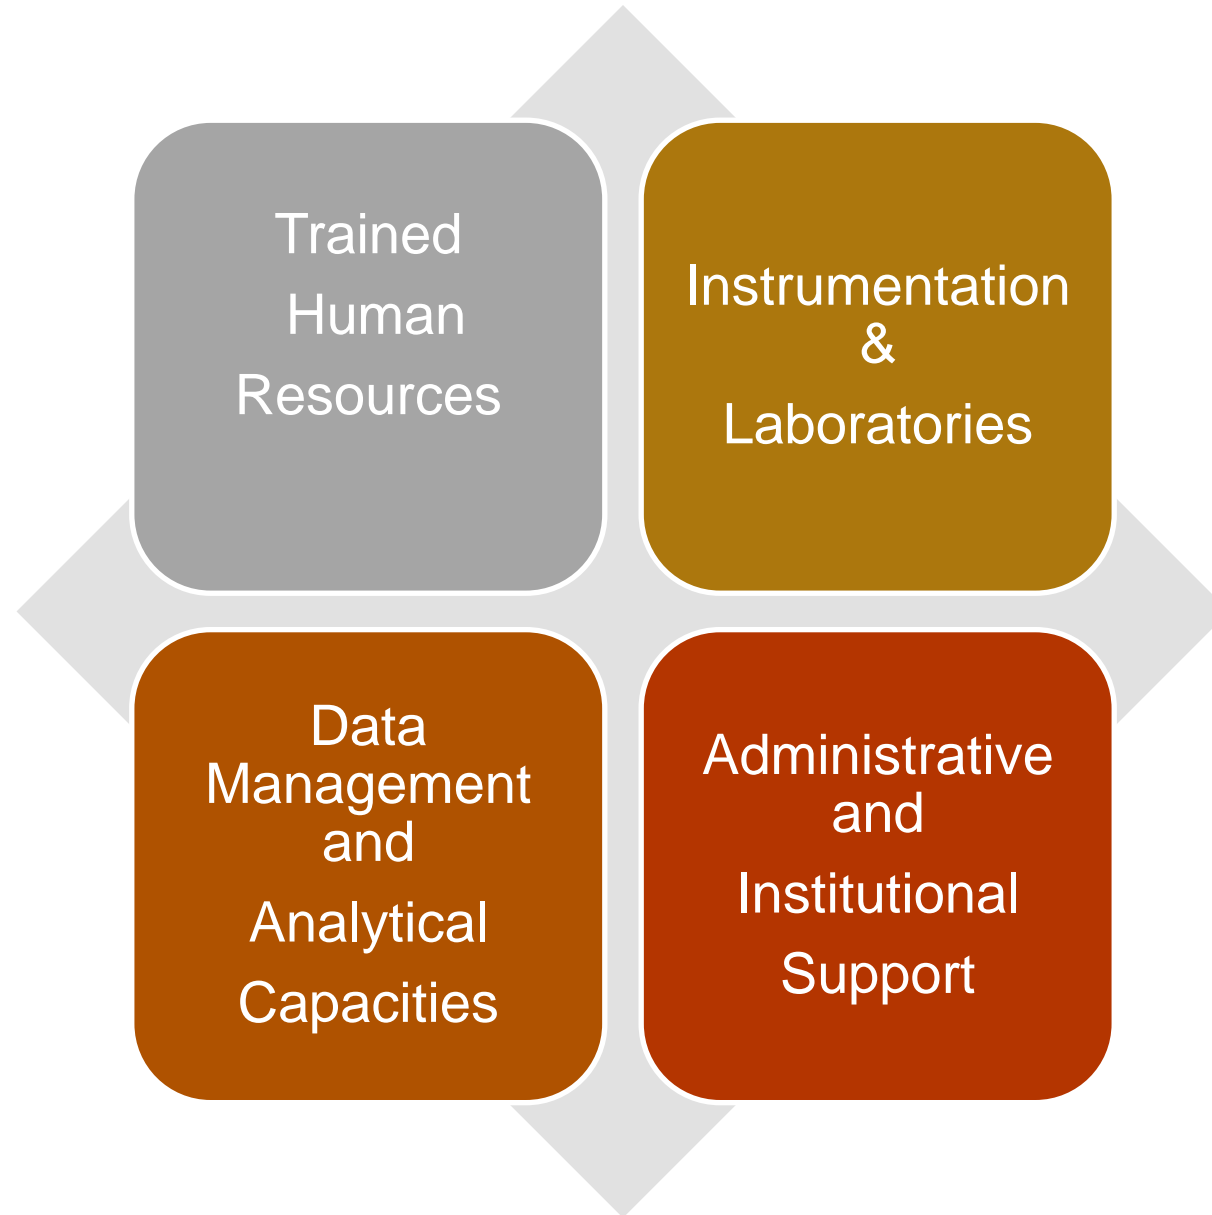 Trained
Human
Resources
Instrumentation
&
Laboratories
Data
Management
and
Analytical
Capacities
Administrative
and
Institutional
Support